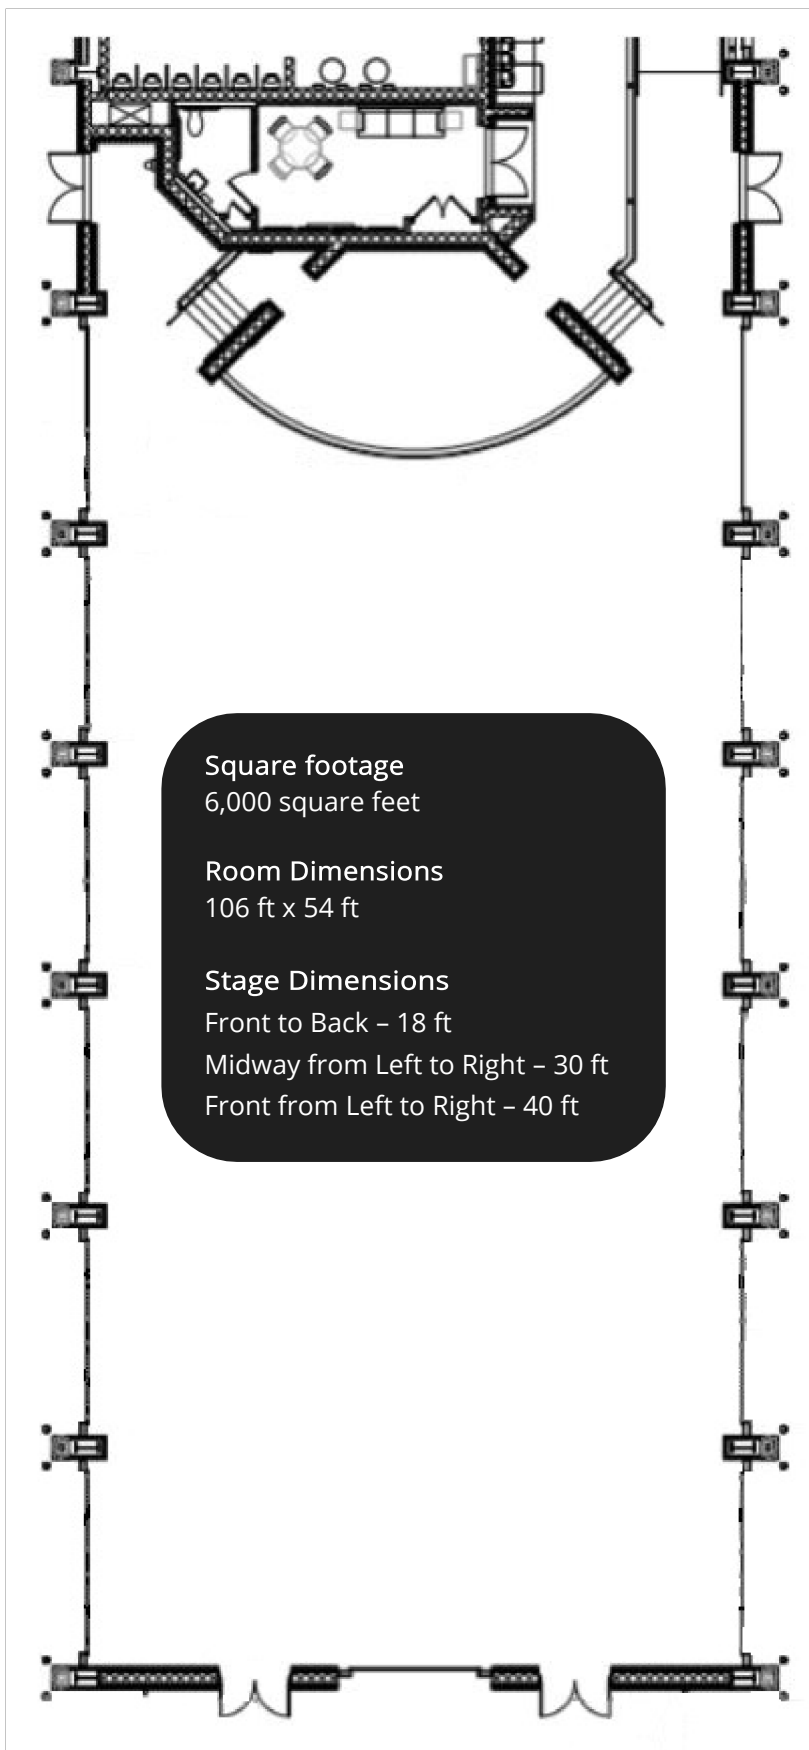 Square footage
6,000 square feet
Room Dimensions
106 ft x 54 ft
Stage Dimensions
Front to Back – 18 ft
Midway from Left to Right – 30 ft
Front from Left to Right – 40 ft